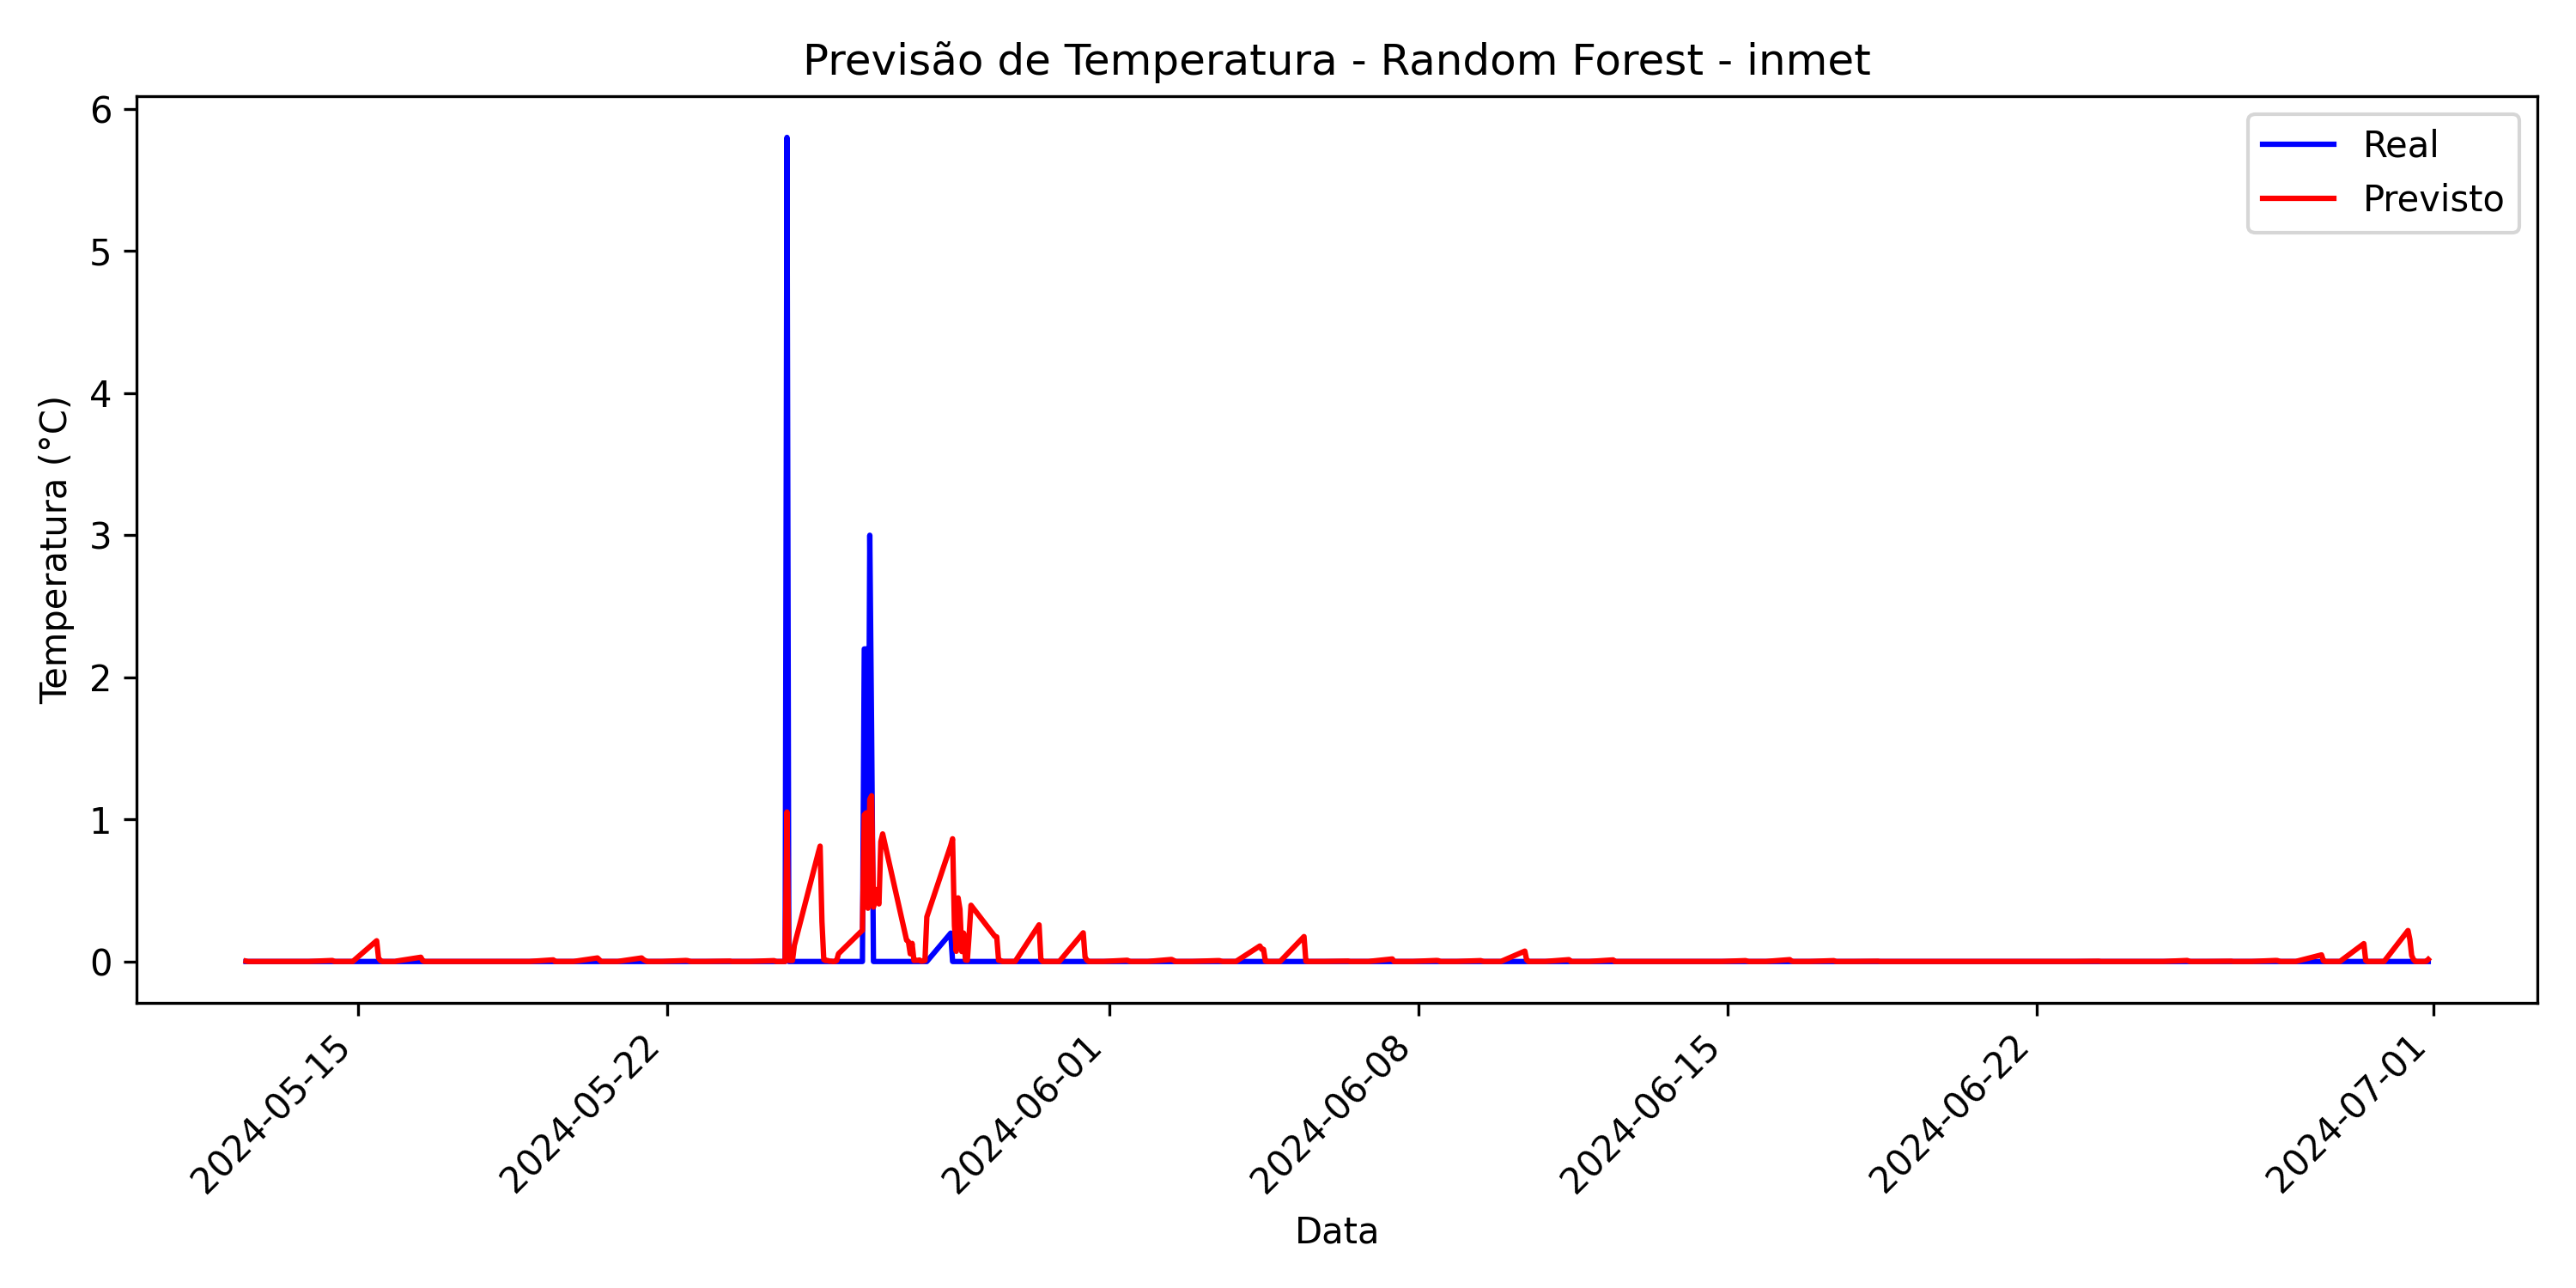 Previsão de Temperatura - Random Forest - inmet
Real
Previsto
Temperatura (°C)
6
5
4
3
2
1
0
2024-05-15
2024-05-22
2024-06-01
2024-06-08
2024-06-15
2024-06-22
2024-07-01
Data